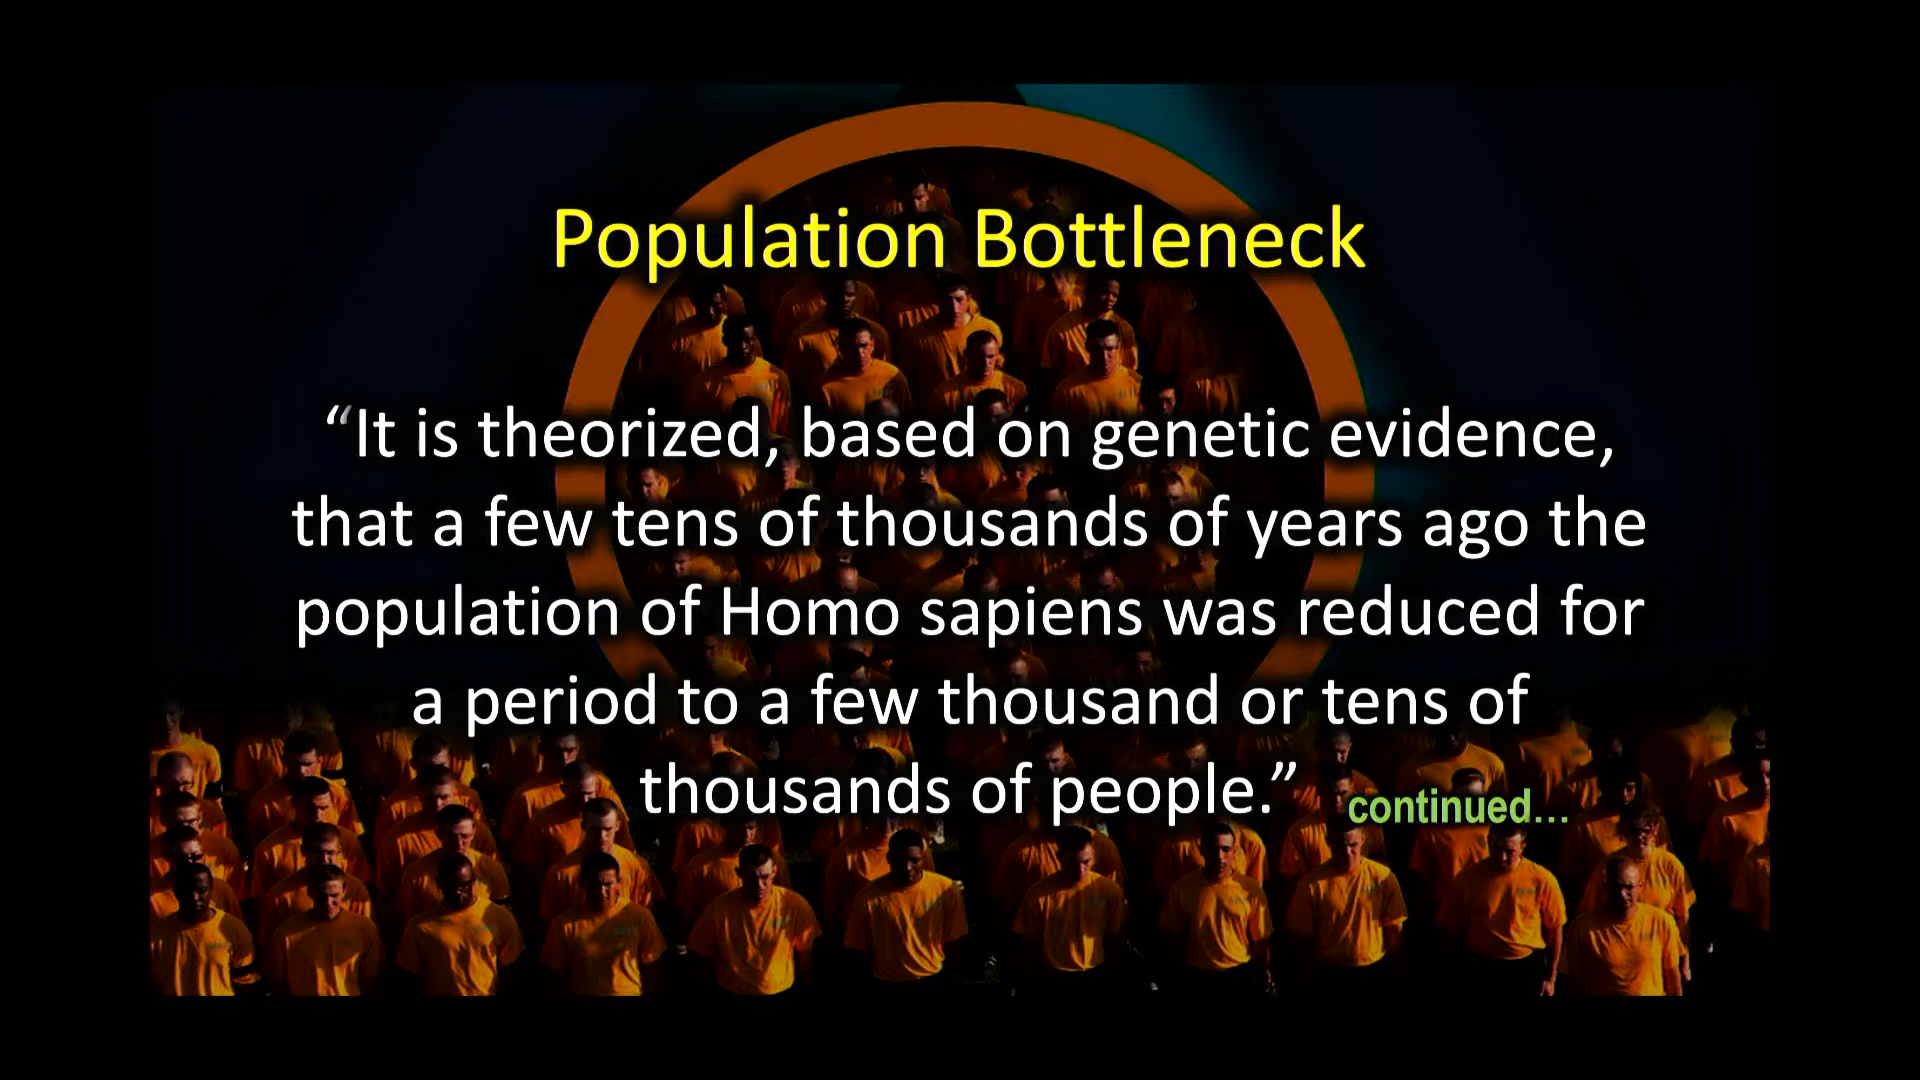 Population Bottleneck
“It is theorized, based on genetic evidence,
that a few tens of thousands of years ago the
population of Homo sapiens was reduced for
a period to a few thousand or tens of
thousands of people.”
continued...